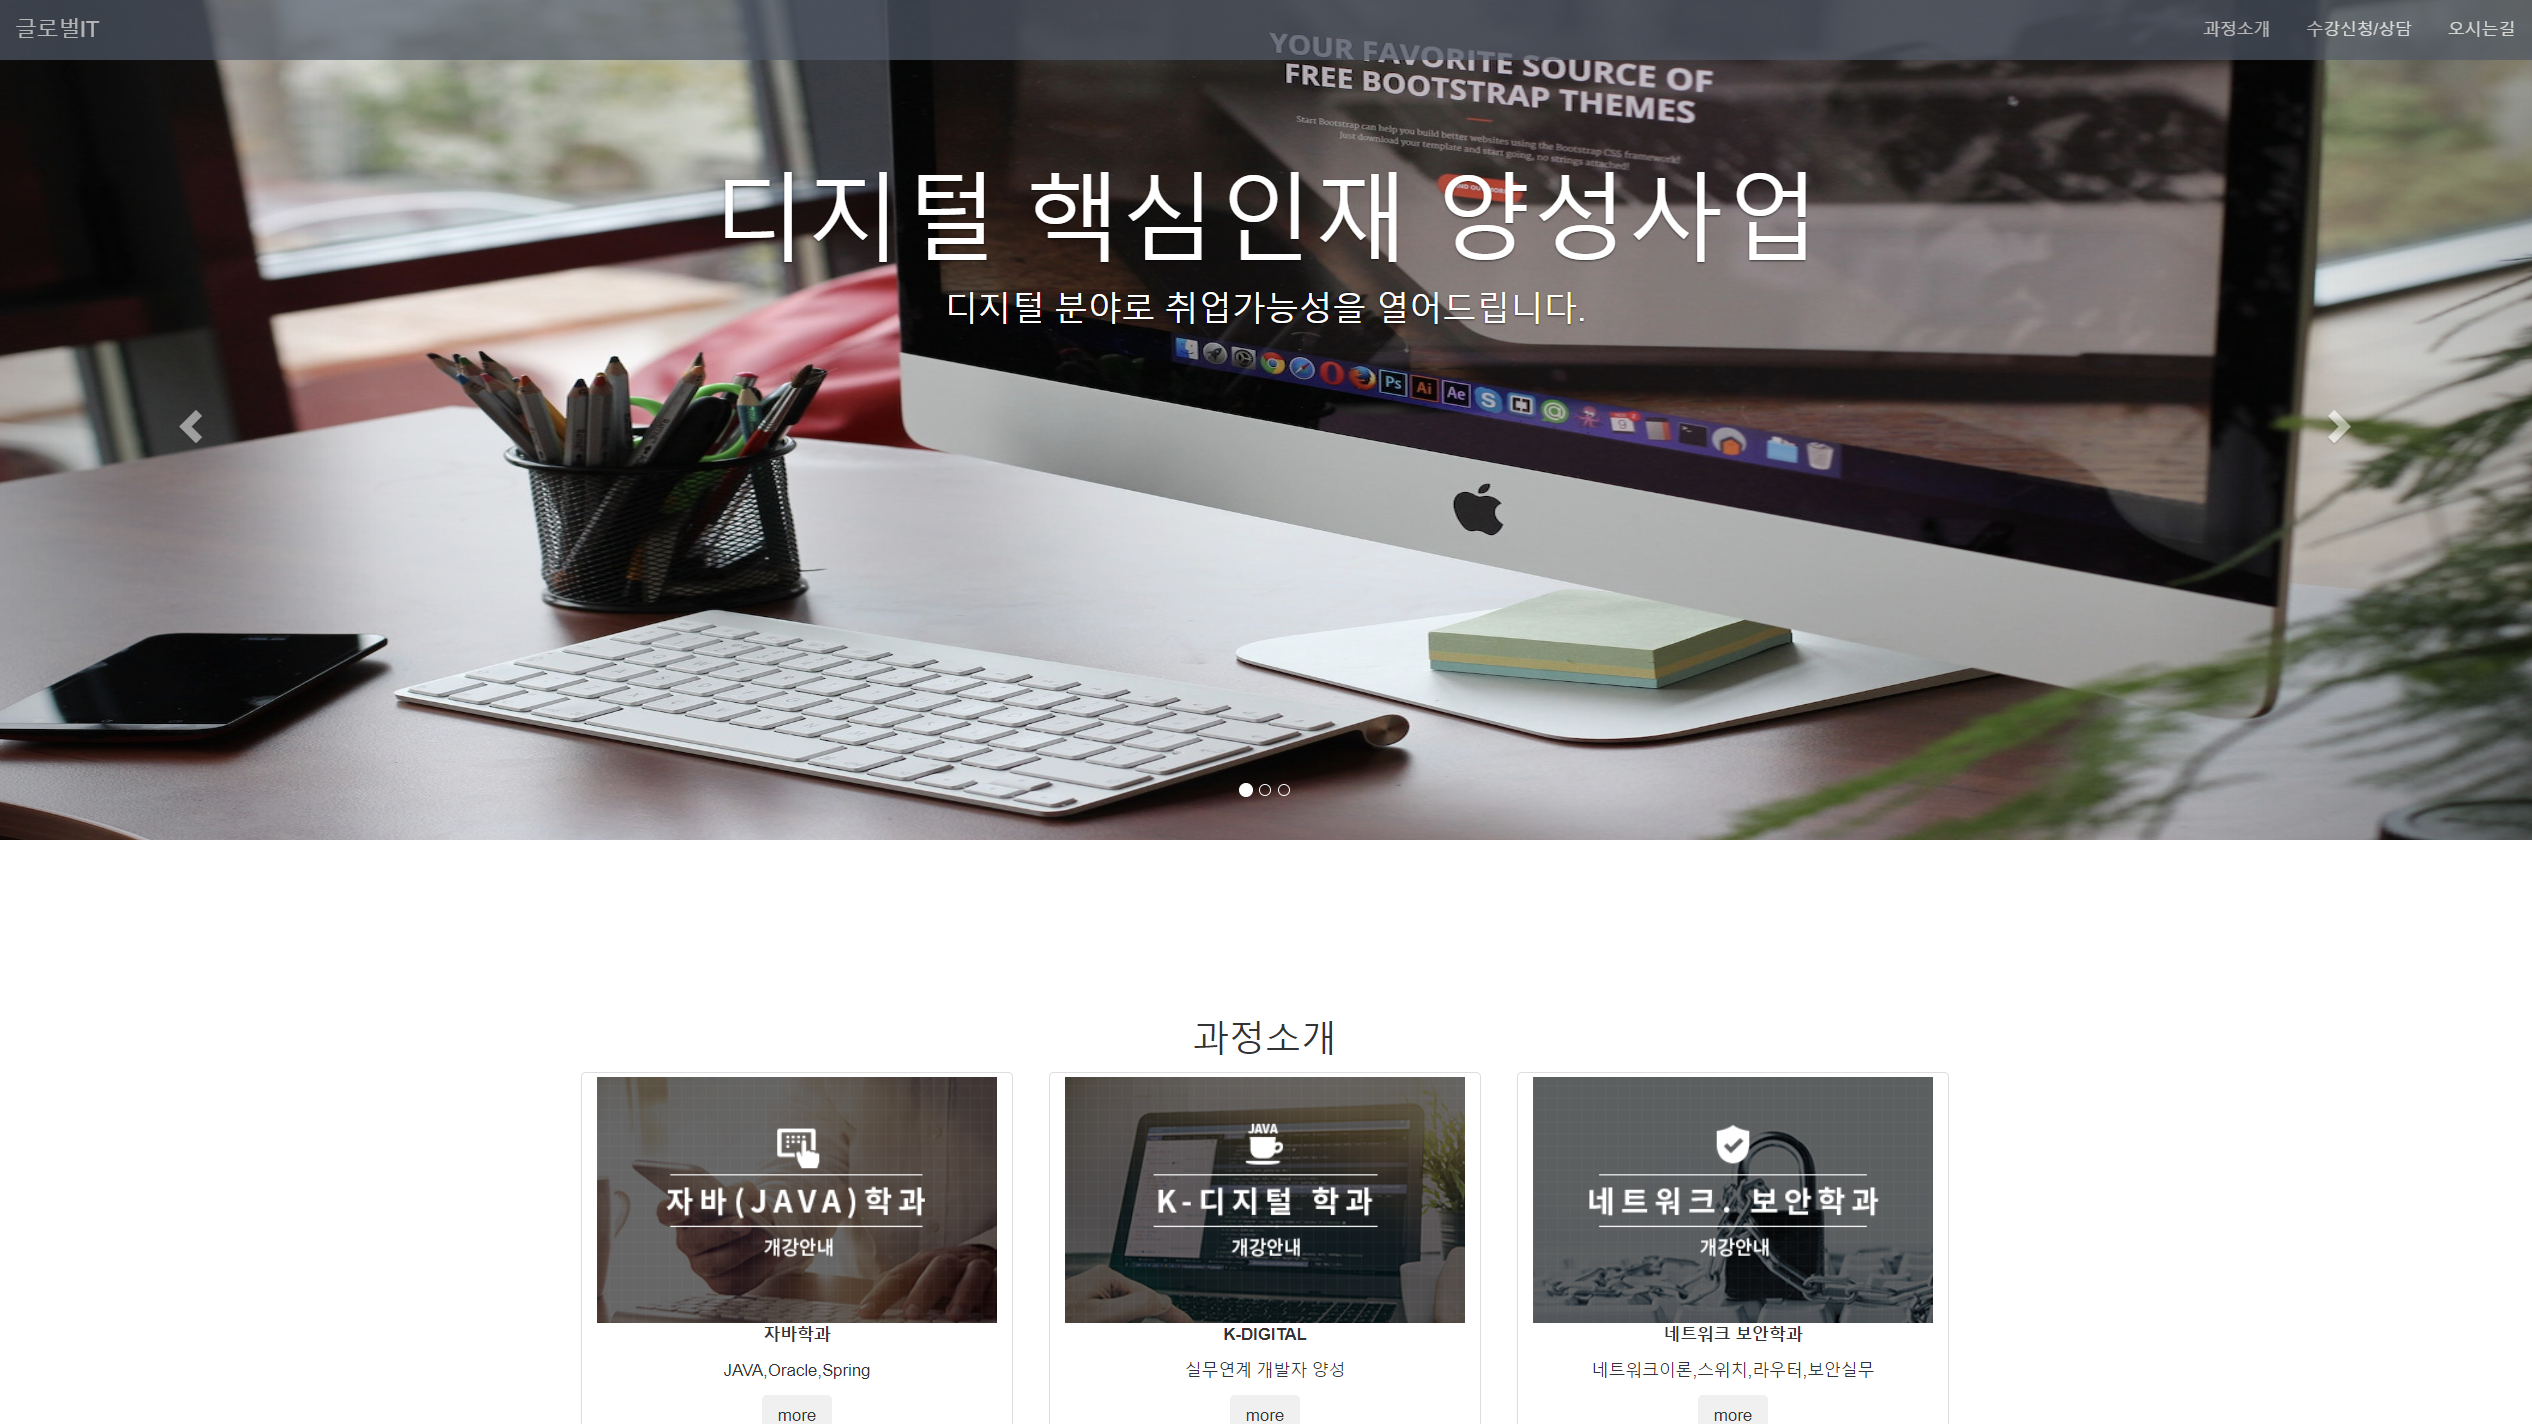 글로벌IT
과정소개 수강신청/상담 오시는길
YOUR FAVORITE SOURCE OF
FREE BOOTSTRAP THEMES
Start Bootstrap can help you build better websites using the Bootstrap CSS framework!
Just download your template and start going, no strings attached!
디지털 핵심인재 양성사업
디지털 분야로 취업가능성을 열어드립니다.
Ps Ai Ae
과정소개
자바(JAVA)학과
개강안내
자바학과
JAVA,Oracle,Spring
more
JAVA
K-디지털 학과
개강안내
K-DIGITAL
실무연계 개발자 양성
more
네트워크. 보안학과
개강안내
네트워크 보안학과
네트워크이론,스위치,라우터,보안실무
more